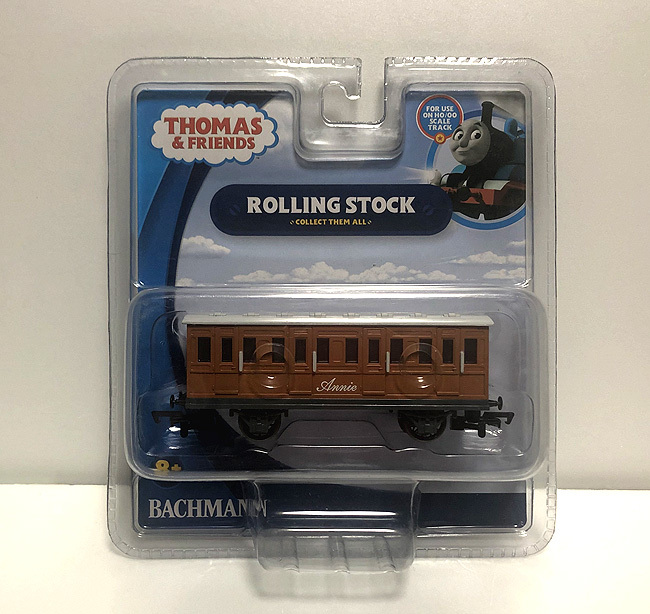 THOMAS
& FRIENDS
FOR USE
ON HO/OO
SCALE
TRACK
ROLLING STOCK
COLLECT THEM ALL
Annie
8+
BACHMANN